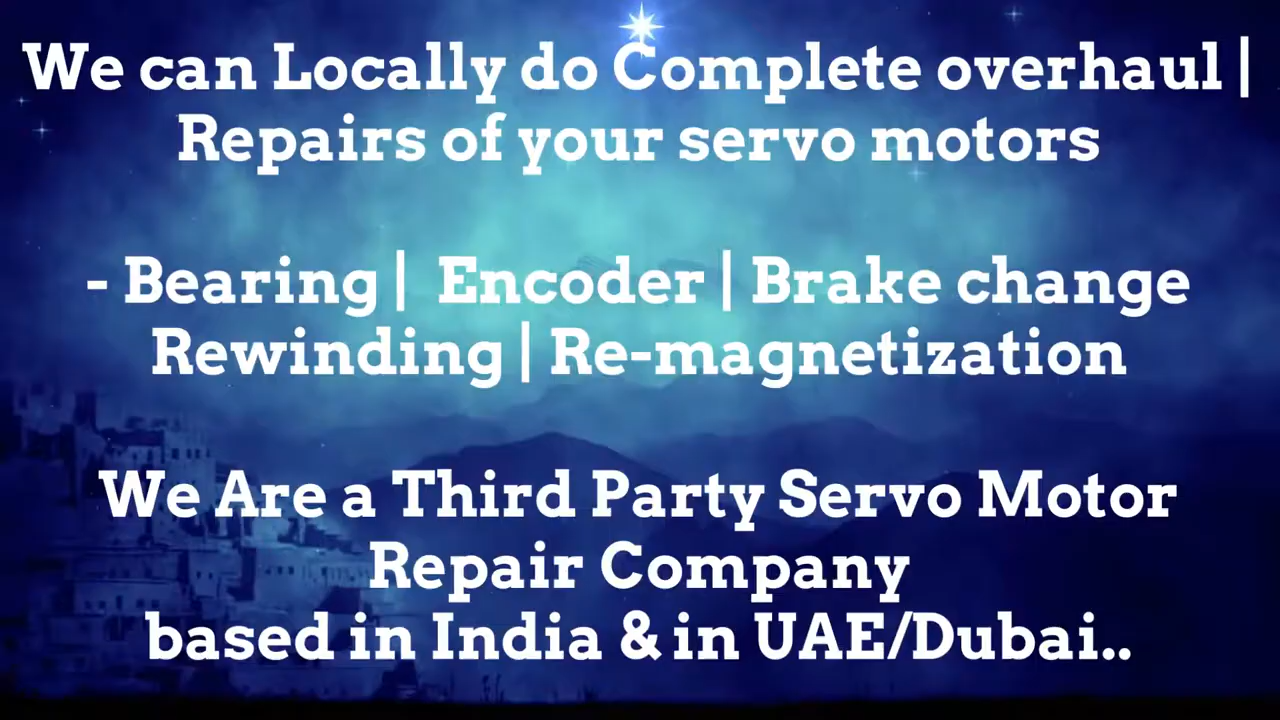 We can Locally do Complete overhaul |
Repairs of your servo motors
- Bearing | Encoder | Brake change
Rewinding | Re-magnetization
We Are a Third Party Servo Motor
Repair Company
based in India & in UAE/Dubai..